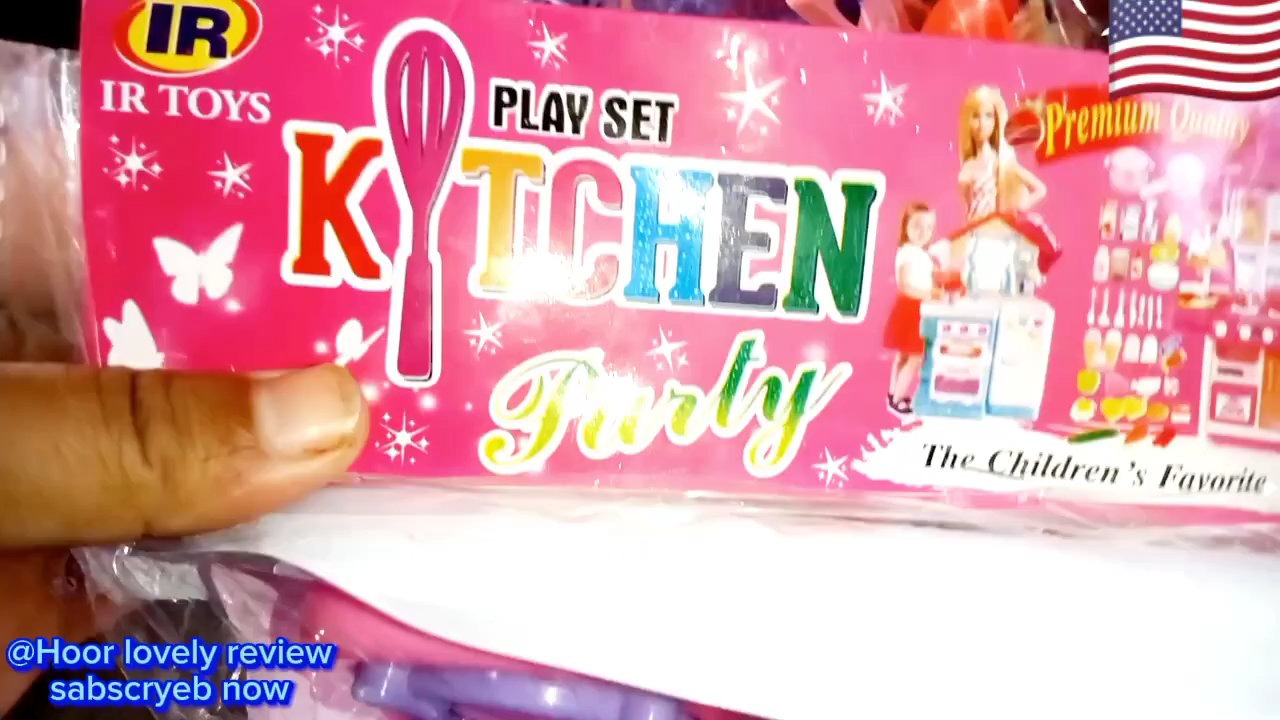 IR
IR TOYS
PLAY SET
KITCHEN
Party
Premium Quality
The Children's Favorite
@Hoor lovely review
sabscryeb now